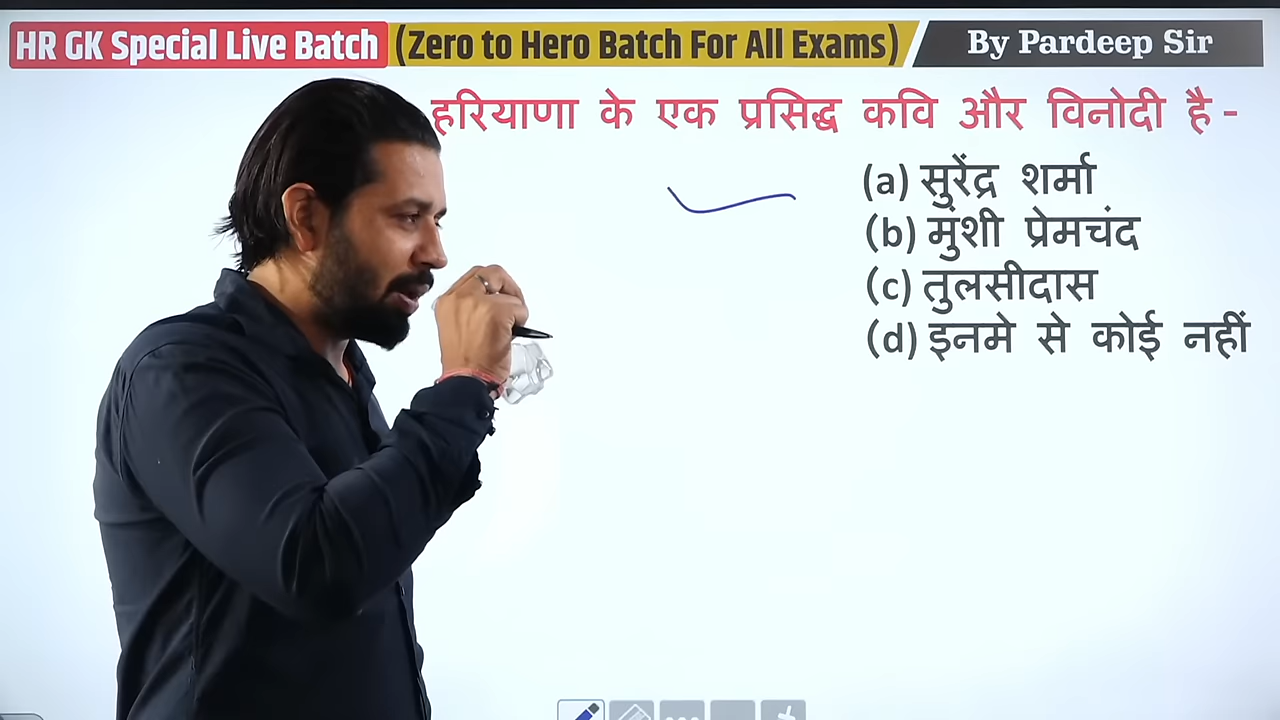 HR GK Special Live Batch (Zero to Hero Batch For All Exams) By Pardeep Sir
हरियाणा के एक प्रसिद्ध कवि और विनोदी है -
(a) सुरेंद्र शर्मा
(b) मुंशी प्रेमचंद
(c) तुलसीदास
(d) इनमे से कोई नहीं